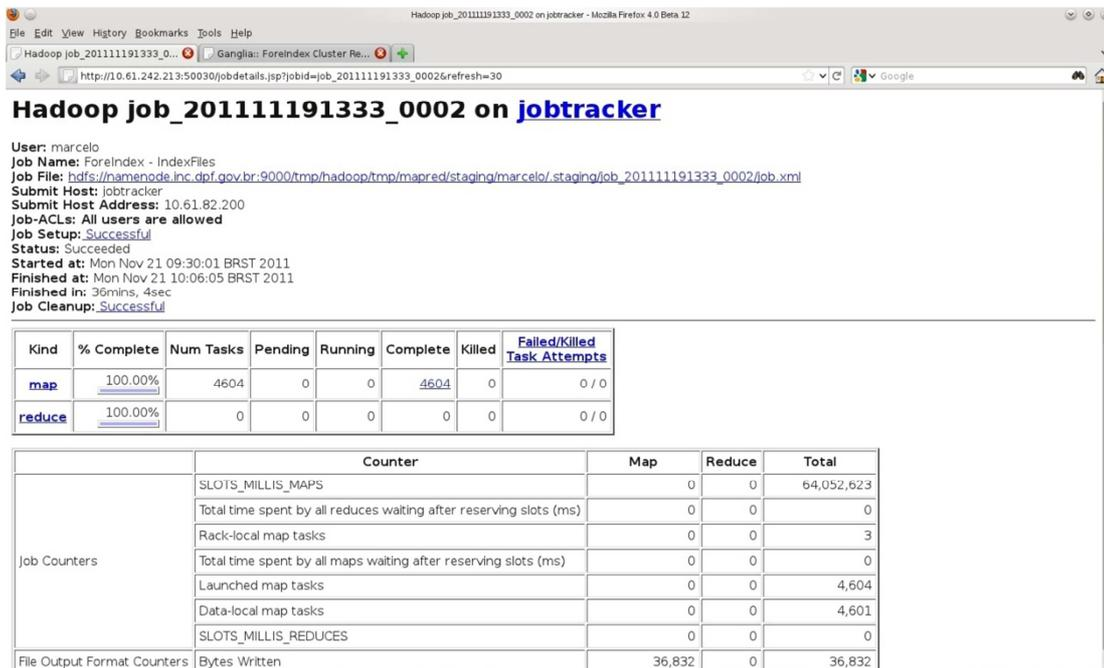 Hadoop job_201111191333_0002 on jobtracker - Mozilla Firefox 4.0 Beta 12
File Edit View History Bookmarks Tools Help
Hadoop job_201111191333_0... Ganglia:: ForeIndex Cluster Re...
http://10.61.242.213:50030/jobdetails.jsp?jobid=job_201111191333_0002&refresh=30 Google
Hadoop job_201111191333_0002 on jobtracker
User: marcelo
Job Name: ForeIndex - IndexFiles
Job File: hdfs://namenode.inc.dpf.gov.br:9000/tmp/hadoop/tmp/mapred/staging/marcelo/.staging/job_201111191333_0002/job.xml
Submit Host: jobtracker
Submit Host Address: 10.61.82.200
Job-ACLs: All users are allowed
Job Setup: Successful
Status: Succeeded
Started at: Mon Nov 21 09:30:01 BRST 2011
Finished at: Mon Nov 21 10:06:05 BRST 2011
Finished in: 36mins, 4sec
Job Cleanup: Successful
Kind % Complete Num Tasks Pending Running Complete Killed Failed/Killed Task Attempts
map 100.00% 4604 0 0 4604 0 0 / 0
reduce 100.00% 0 0 0 0 0 0 / 0
Counter Map Reduce Total
Job Counters
SLOTS_MILLIS_MAPS 0 0 64,052,623
Total time spent by all reduces waiting after reserving slots (ms) 0 0 0
Rack-local map tasks 0 0 3
Total time spent by all maps waiting after reserving slots (ms) 0 0 0
Launched map tasks 0 0 4,604
Data-local map tasks 0 0 4,601
SLOTS_MILLIS_REDUCES 0 0 0
File Output Format Counters Bytes Written 36,832 0 36,832